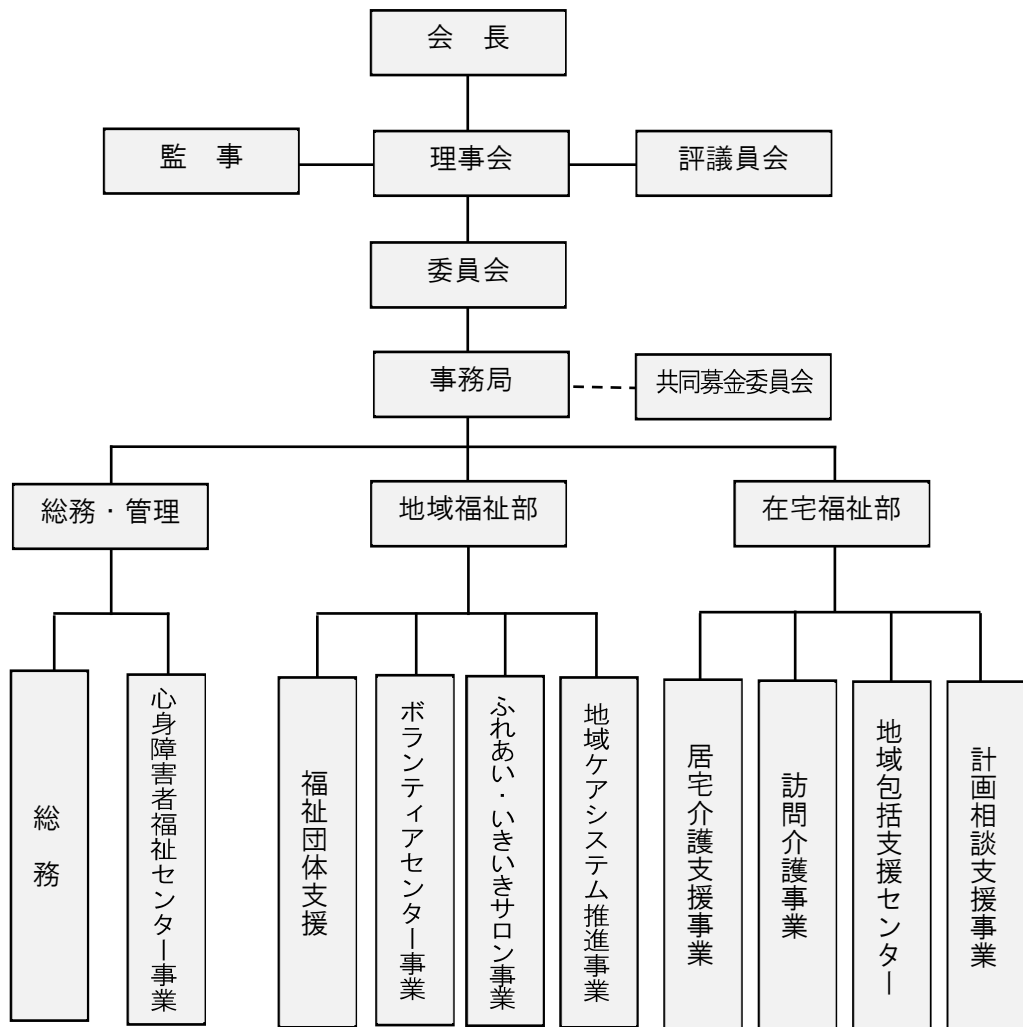 会　長
監　事
理事会
評議員会
委員会
事務局
共同募金委員会
総務・管理
地域福祉部
在宅福祉部
総　務
心身障害者福祉センター事業
福祉団体支援
ボランティアセンター事業
ふれあい・いきいきサロン事業
地域ケアシステム推進事業
居宅介護支援事業
訪問介護事業
地域包括支援センター
計画相談支援事業